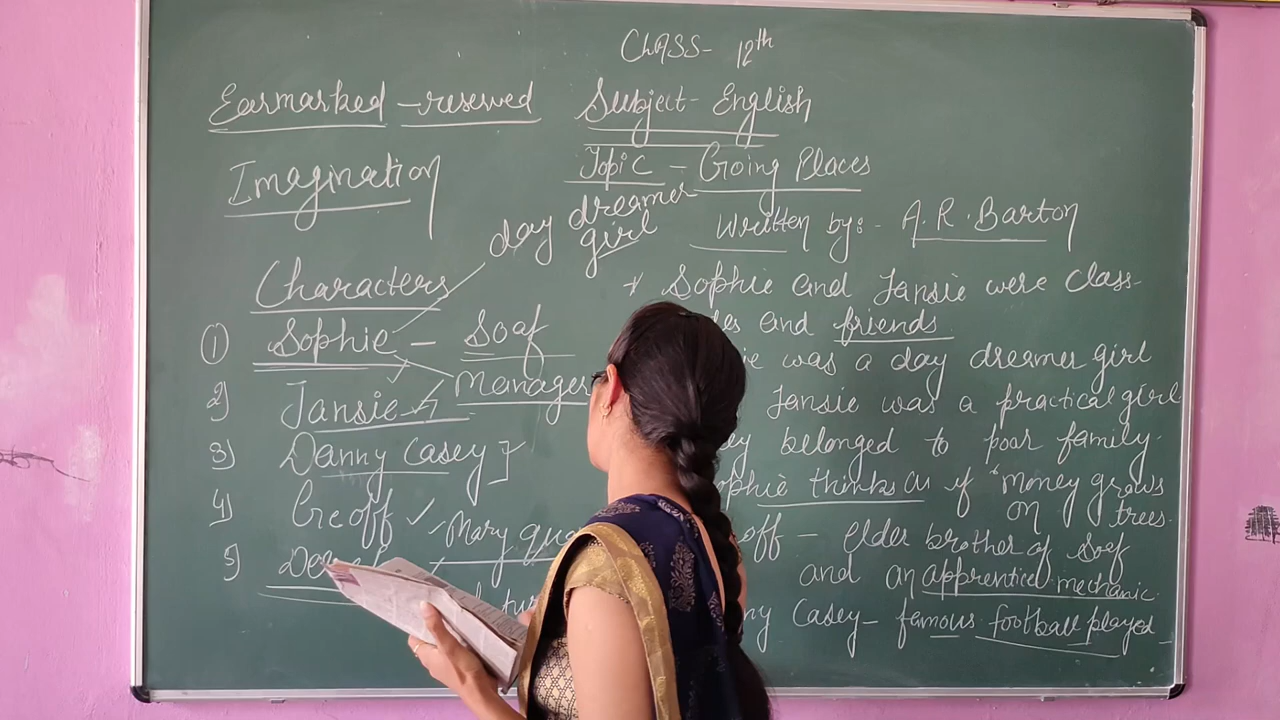 CLASS- 12th
Earmarked - reserved
Subject- English
Imagination
Topic - Going Places
day dreamer
girl
Written by:- A.R. Barton
Characters
① Sophie - Soaf
2) Jansie
Manager
3) Danny Casey
4) Geoff
Mary
5)
* Sophie and Jansie were class-
and friends
was a day dreamer girl
Jansie was a practical girl
belonged to poor family.
thinks as if "money grows
on trees.
- elder brother of Soaf
and an apprentice mechanic.
Casey - famous football played